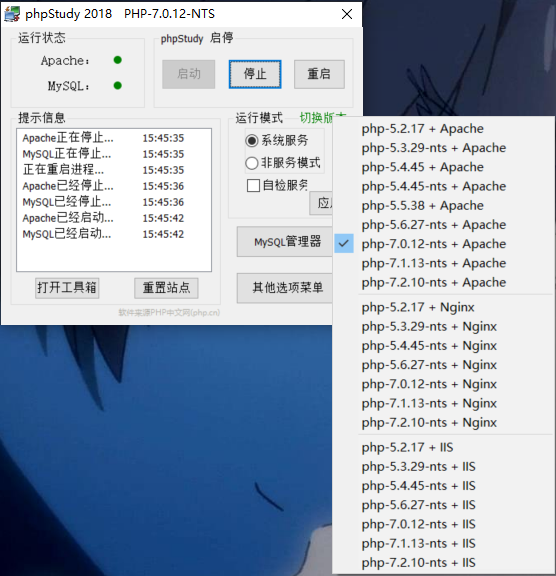 phpStudy 2018 PHP-7.0.12-NTS
运行状态
Apache:
MySQL:
phpStudy 启停
启动 停止 重启
提示信息
Apache正在停止... 15:45:35
MySQL正在停止... 15:45:35
正在重启进程... 15:45:35
Apache已经停止... 15:45:36
MySQL已经停止... 15:45:36
Apache已经启动... 15:45:42
MySQL已经启动... 15:45:42
打开工具箱 重置站点
运行模式 切换版本
系统服务
非服务模式
自检服务
应
MySQL管理器
其他选项菜单
软件来源PHP中文网(php.cn)
php-5.2.17 + Apache
php-5.3.29-nts + Apache
php-5.4.45 + Apache
php-5.4.45-nts + Apache
php-5.5.38 + Apache
php-5.6.27-nts + Apache
php-7.0.12-nts + Apache
php-7.1.13-nts + Apache
php-7.2.10-nts + Apache
php-5.2.17 + Nginx
php-5.3.29-nts + Nginx
php-5.4.45-nts + Nginx
php-5.6.27-nts + Nginx
php-7.0.12-nts + Nginx
php-7.1.13-nts + Nginx
php-7.2.10-nts + Nginx
php-5.2.17 + IIS
php-5.3.29-nts + IIS
php-5.4.45-nts + IIS
php-5.6.27-nts + IIS
php-7.0.12-nts + IIS
php-7.1.13-nts + IIS
php-7.2.10-nts + IIS